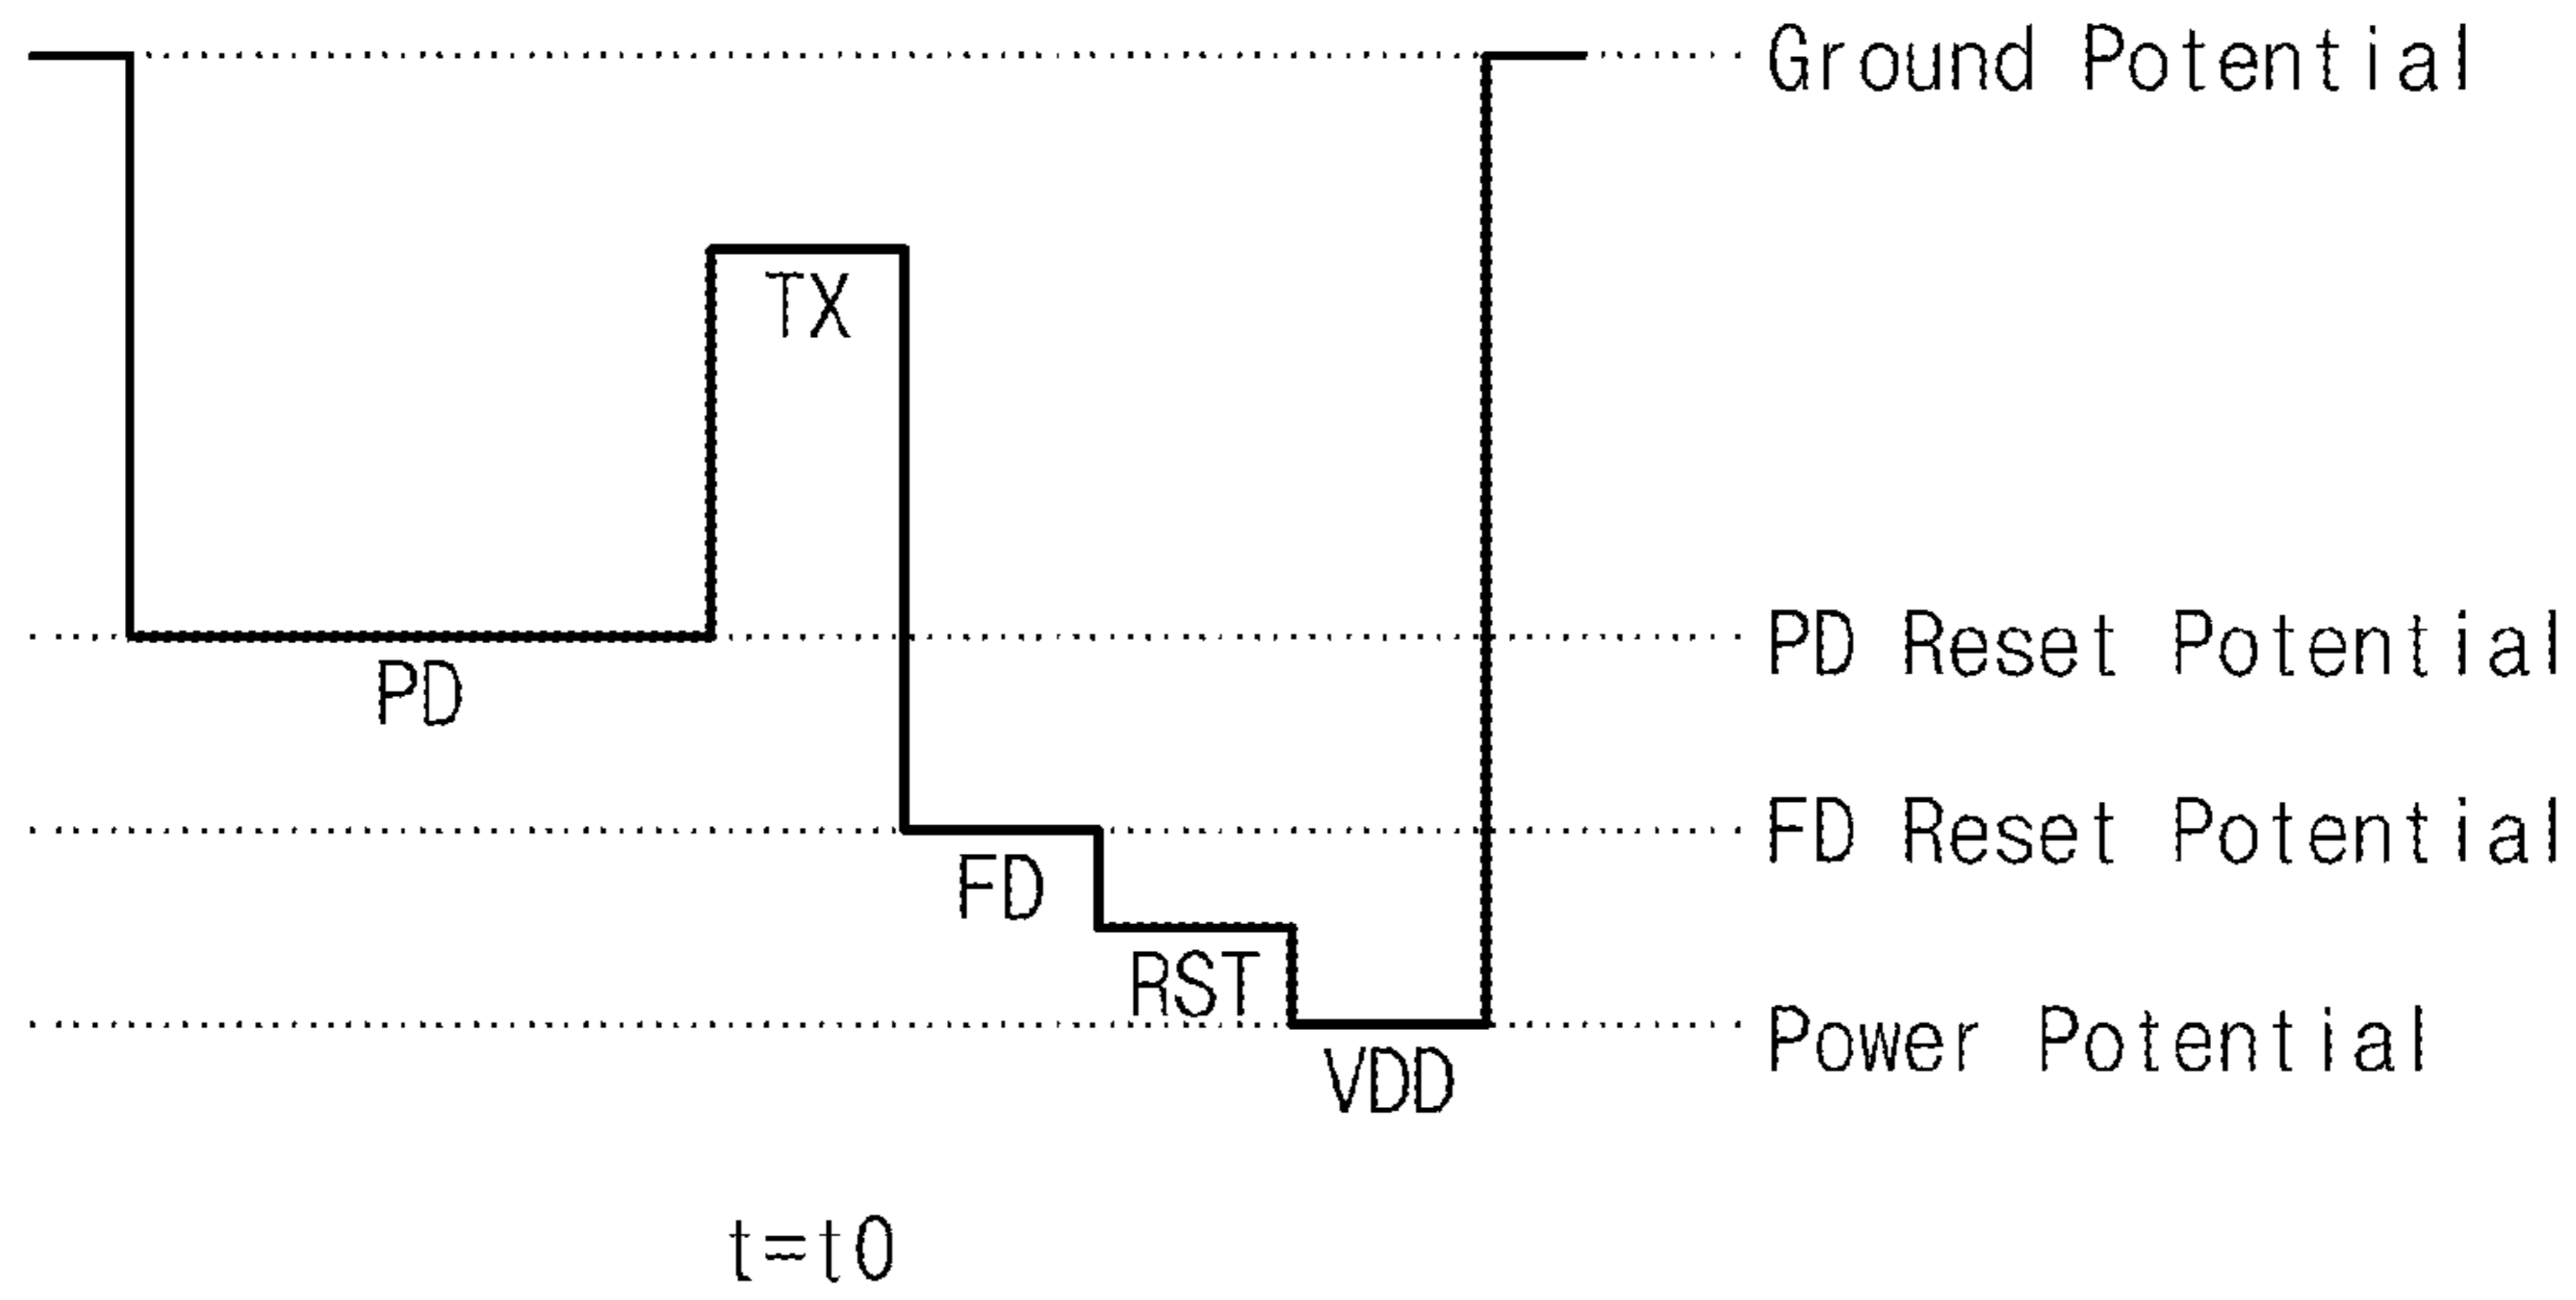 Ground Potential
TX
PD Reset Potential
PD
FD Reset Potential
FD
RST
Power Potential
VDD
t=t0